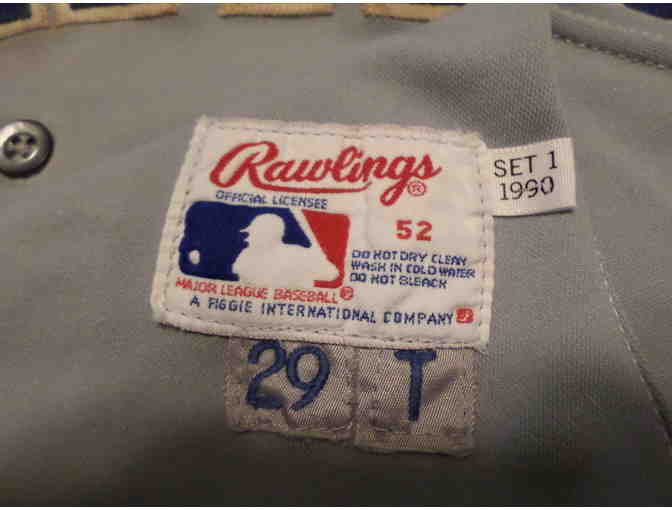 Rawlings®
OFFICIAL LICENSEE
52
DO NOT DRY CLEAN
WASH IN COLD WATER
DO NOT BLEACH
MAJOR LEAGUE BASEBALL®
A FIGGIE INTERNATIONAL COMPANY
SET 1
1990
29 T